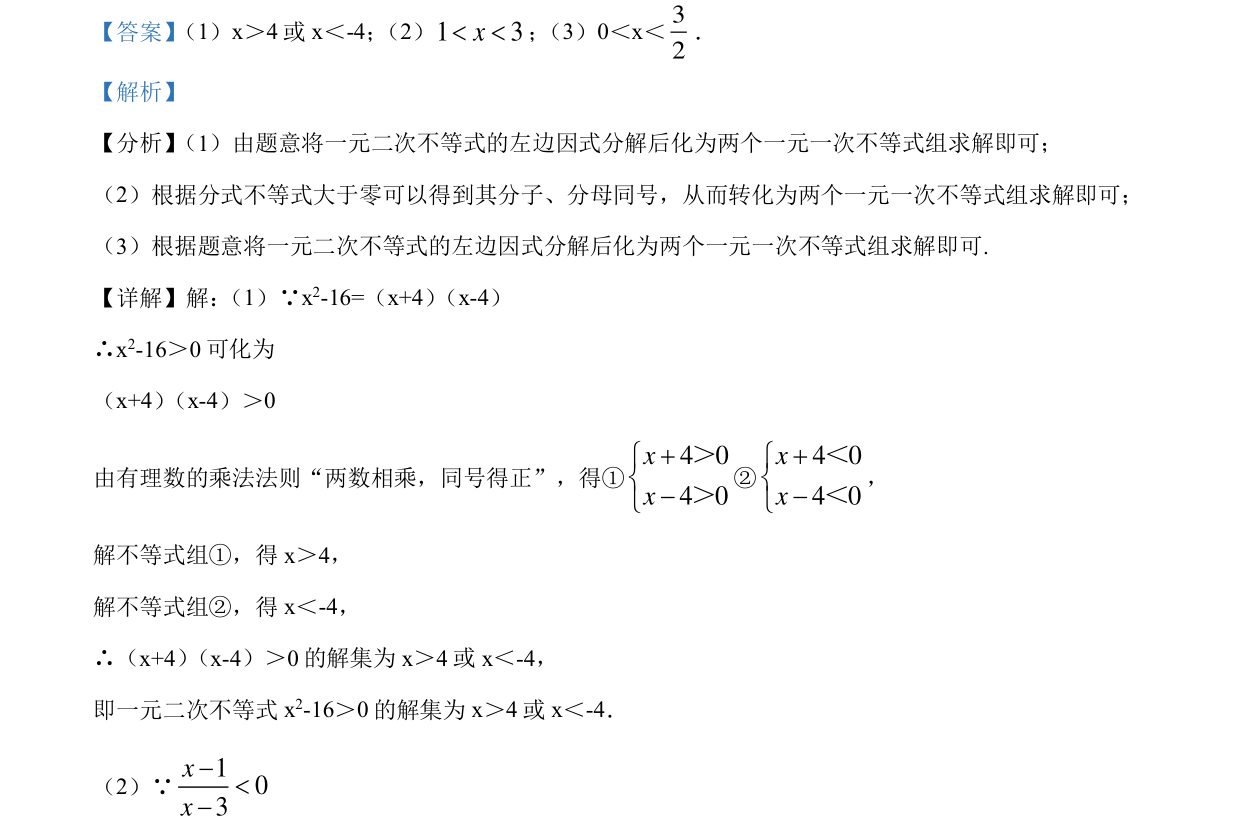 【答案】（1）x＞4 或 x＜-4；（2）1 < x < 3；（3）0＜x＜3/2．
【解析】
【分析】（1）由题意将一元二次不等式的左边因式分解后化为两个一元一次不等式组求解即可；
（2）根据分式不等式大于零可以得到其分子、分母同号，从而转化为两个一元一次不等式组求解即可；
（3）根据题意将一元二次不等式的左边因式分解后化为两个一元一次不等式组求解即可.
【详解】解：（1）∵x²-16=（x+4）（x-4）
∴x²-16＞0 可化为
（x+4）（x-4）＞0
由有理数的乘法法则“两数相乘，同号得正”，得①{x+4>0 x−4>0 ②{x+4<0 x−4<0，
解不等式组①，得 x＞4，
解不等式组②，得 x＜-4，
∴（x+4）（x-4）＞0 的解集为 x＞4 或 x＜-4，
即一元二次不等式 x²-16＞0 的解集为 x＞4 或 x＜-4．
（2）∵(x−1)/(x−3) < 0